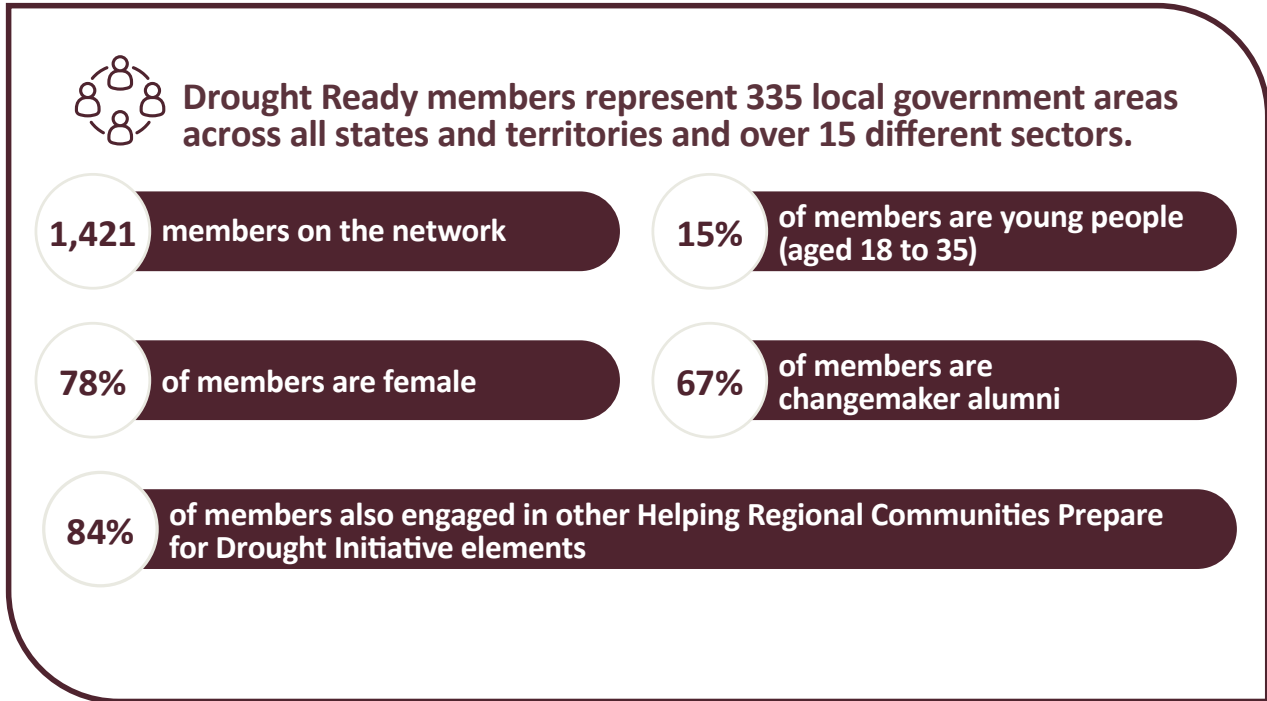 Drought Ready members represent 335 local government areas
across all states and territories and over 15 different sectors.
1,421 members on the network
15%
of members are young people
(aged 18 to 35)
78% of members are female
67%
of members are
changemaker alumni
84%
of members also engaged in other Helping Regional Communities Prepare
for Drought Initiative elements